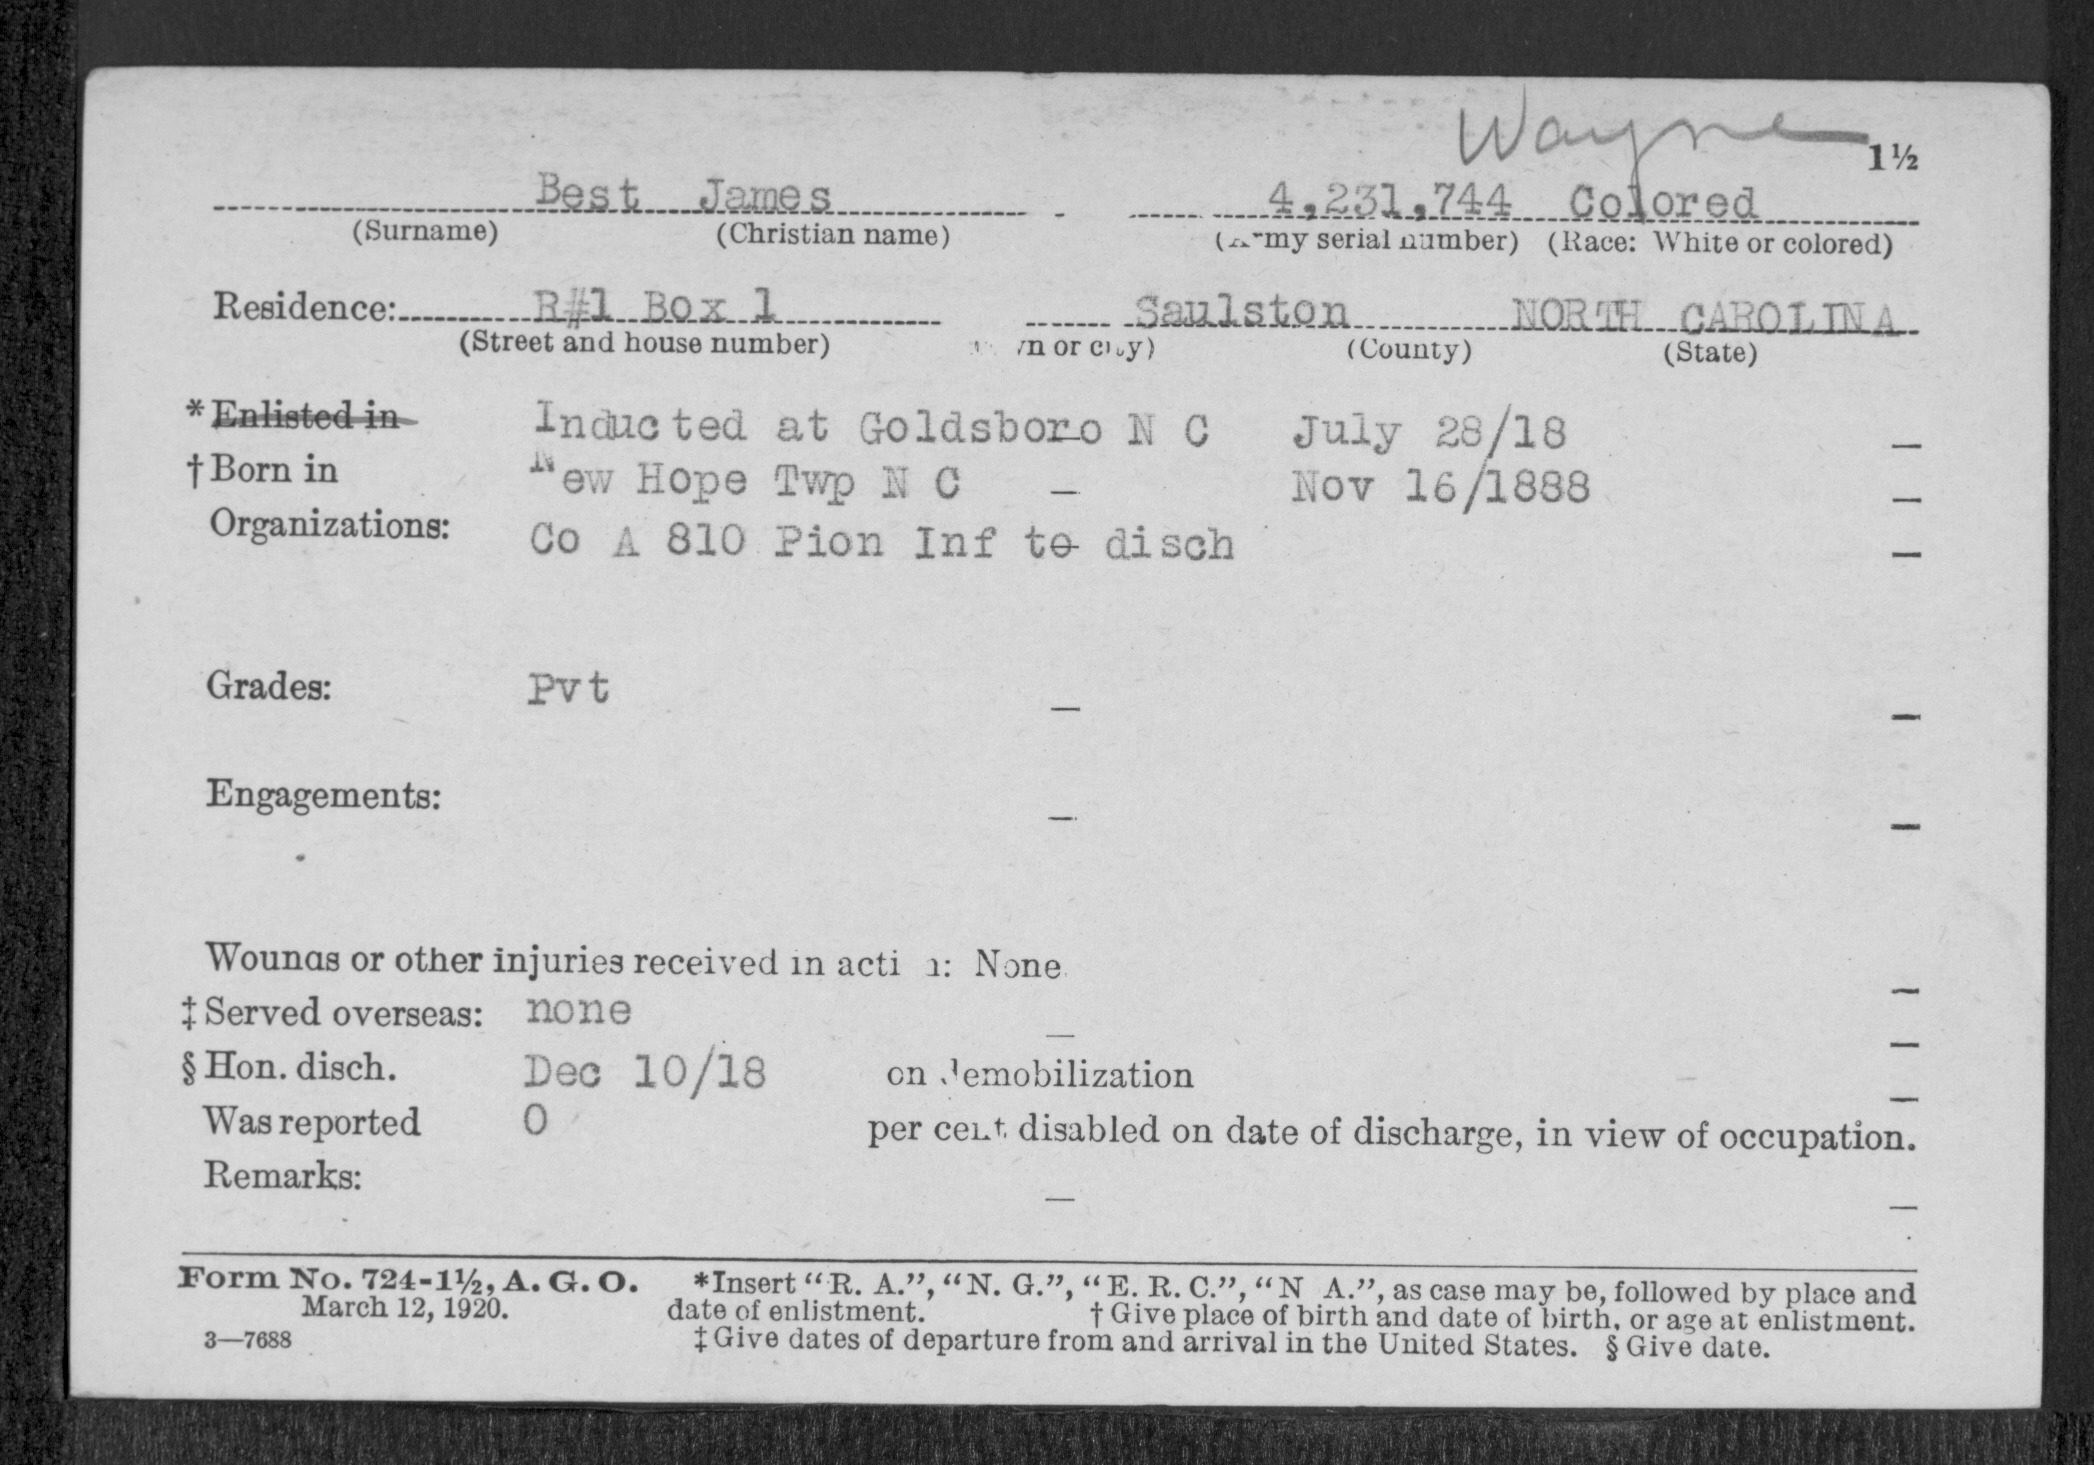 Wayne
1½
Best James 4,231,744 Colored
(Surname) (Christian name) (Army serial number) (Race: White or colored)
Residence: R#1 Box 1 Saulston NORTH CAROLINA
(Street and house number) (Town or city) (County) (State)
* Enlisted in Inducted at Goldsboro N C July 28/18
† Born in New Hope Twp N C Nov 16/1888
Organizations: Co A 810 Pion Inf to disch
Grades: Pvt
Engagements:
Wounds or other injuries received in action: None
‡ Served overseas: none
§ Hon. disch. Dec 10/18 on demobilization
Was reported 0 per cent disabled on date of discharge, in view of occupation.
Remarks:
Form No. 724-1½, A. G. O. *Insert “R. A.”, “N. G.”, “E. R. C.”, “N A.”, as case may be, followed by place and
March 12, 1920. date of enlistment. † Give place of birth and date of birth, or age at enlistment.
3—7688 ‡ Give dates of departure from and arrival in the United States. § Give date.